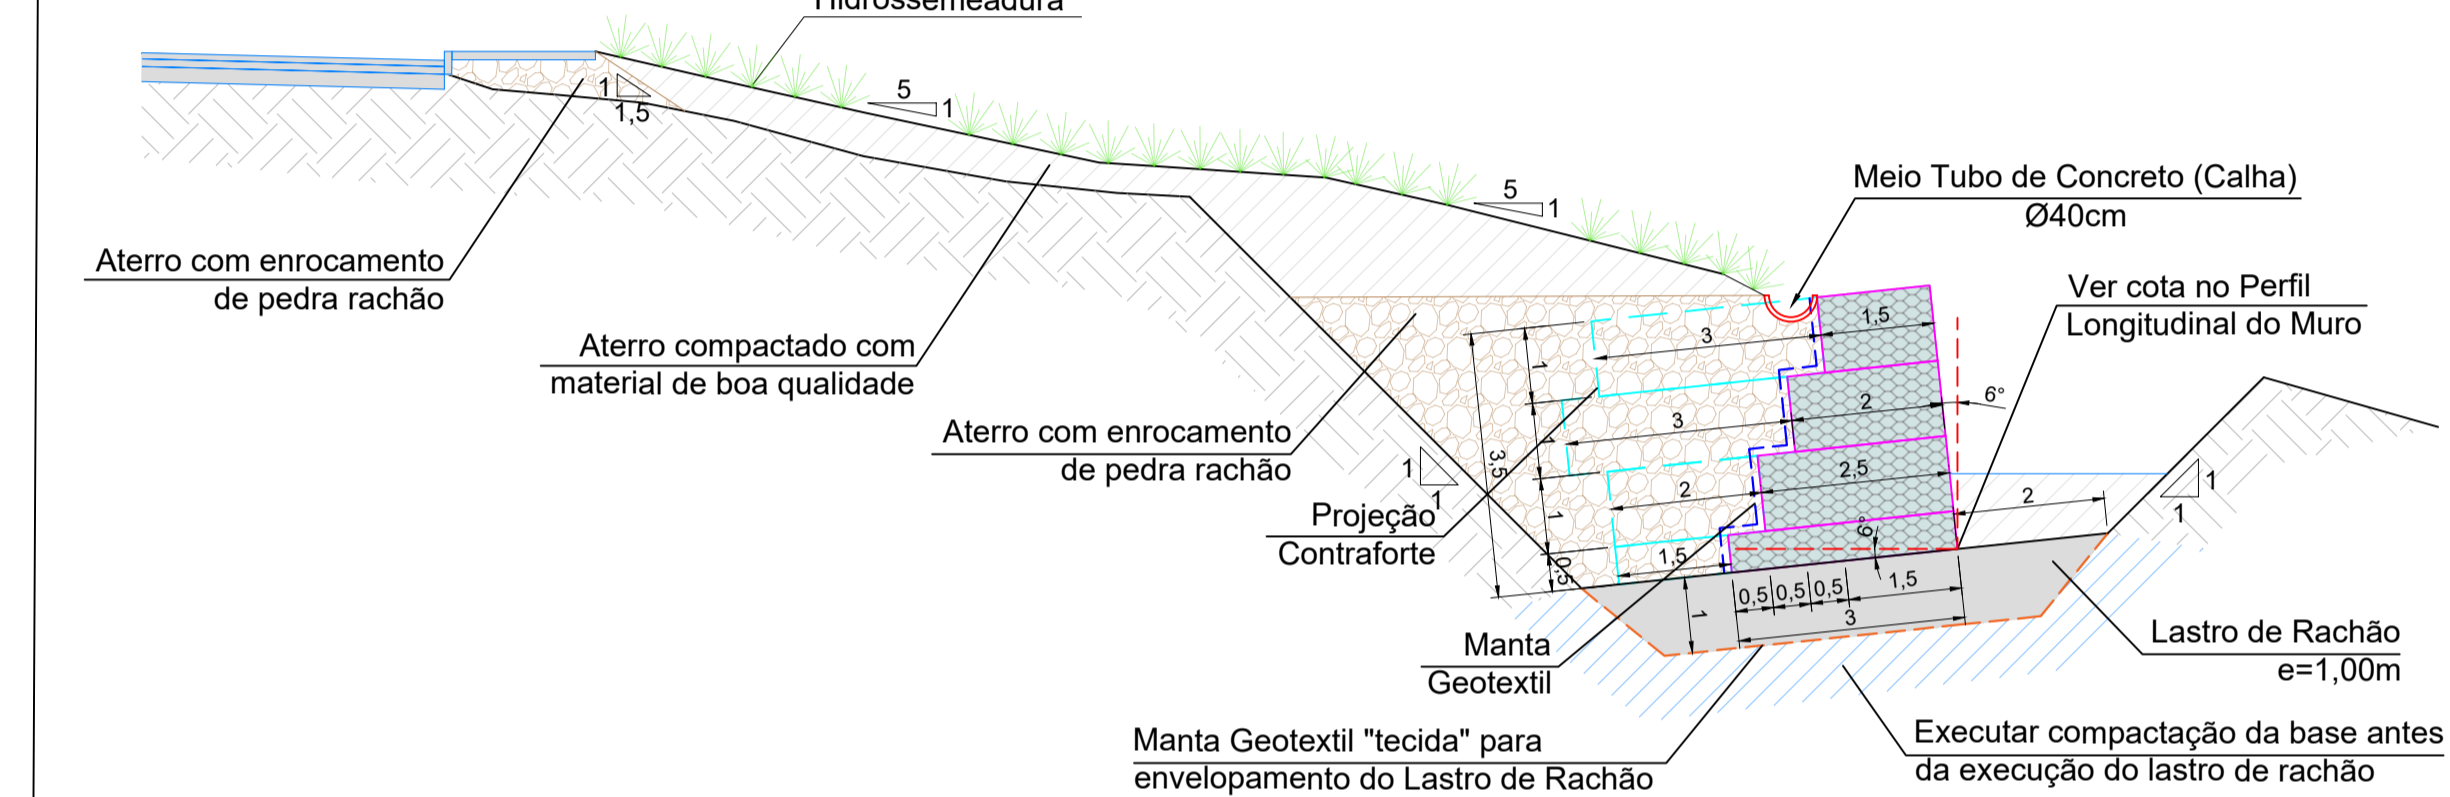 Hidrossemeadura
1
1,5
5
1
5
1
Meio Tubo de Concreto (Calha)
Ø40cm
Aterro com enrocamento
de pedra rachão
Ver cota no Perfil
Longitudinal do Muro
Aterro compactado com
material de boa qualidade
Aterro com enrocamento
de pedra rachão
3
1,5
1
3
2
6°
1
3,5
1
1
2
2,5
1
2
1
1
Projeção
Contraforte
1,5
6°
0,5
1
0,5
0,5
0,5
1,5
3
Manta
Geotextil
Lastro de Rachão
e=1,00m
Manta Geotextil "tecida" para
envelopamento do Lastro de Rachão
Executar compactação da base antes
da execução do lastro de rachão